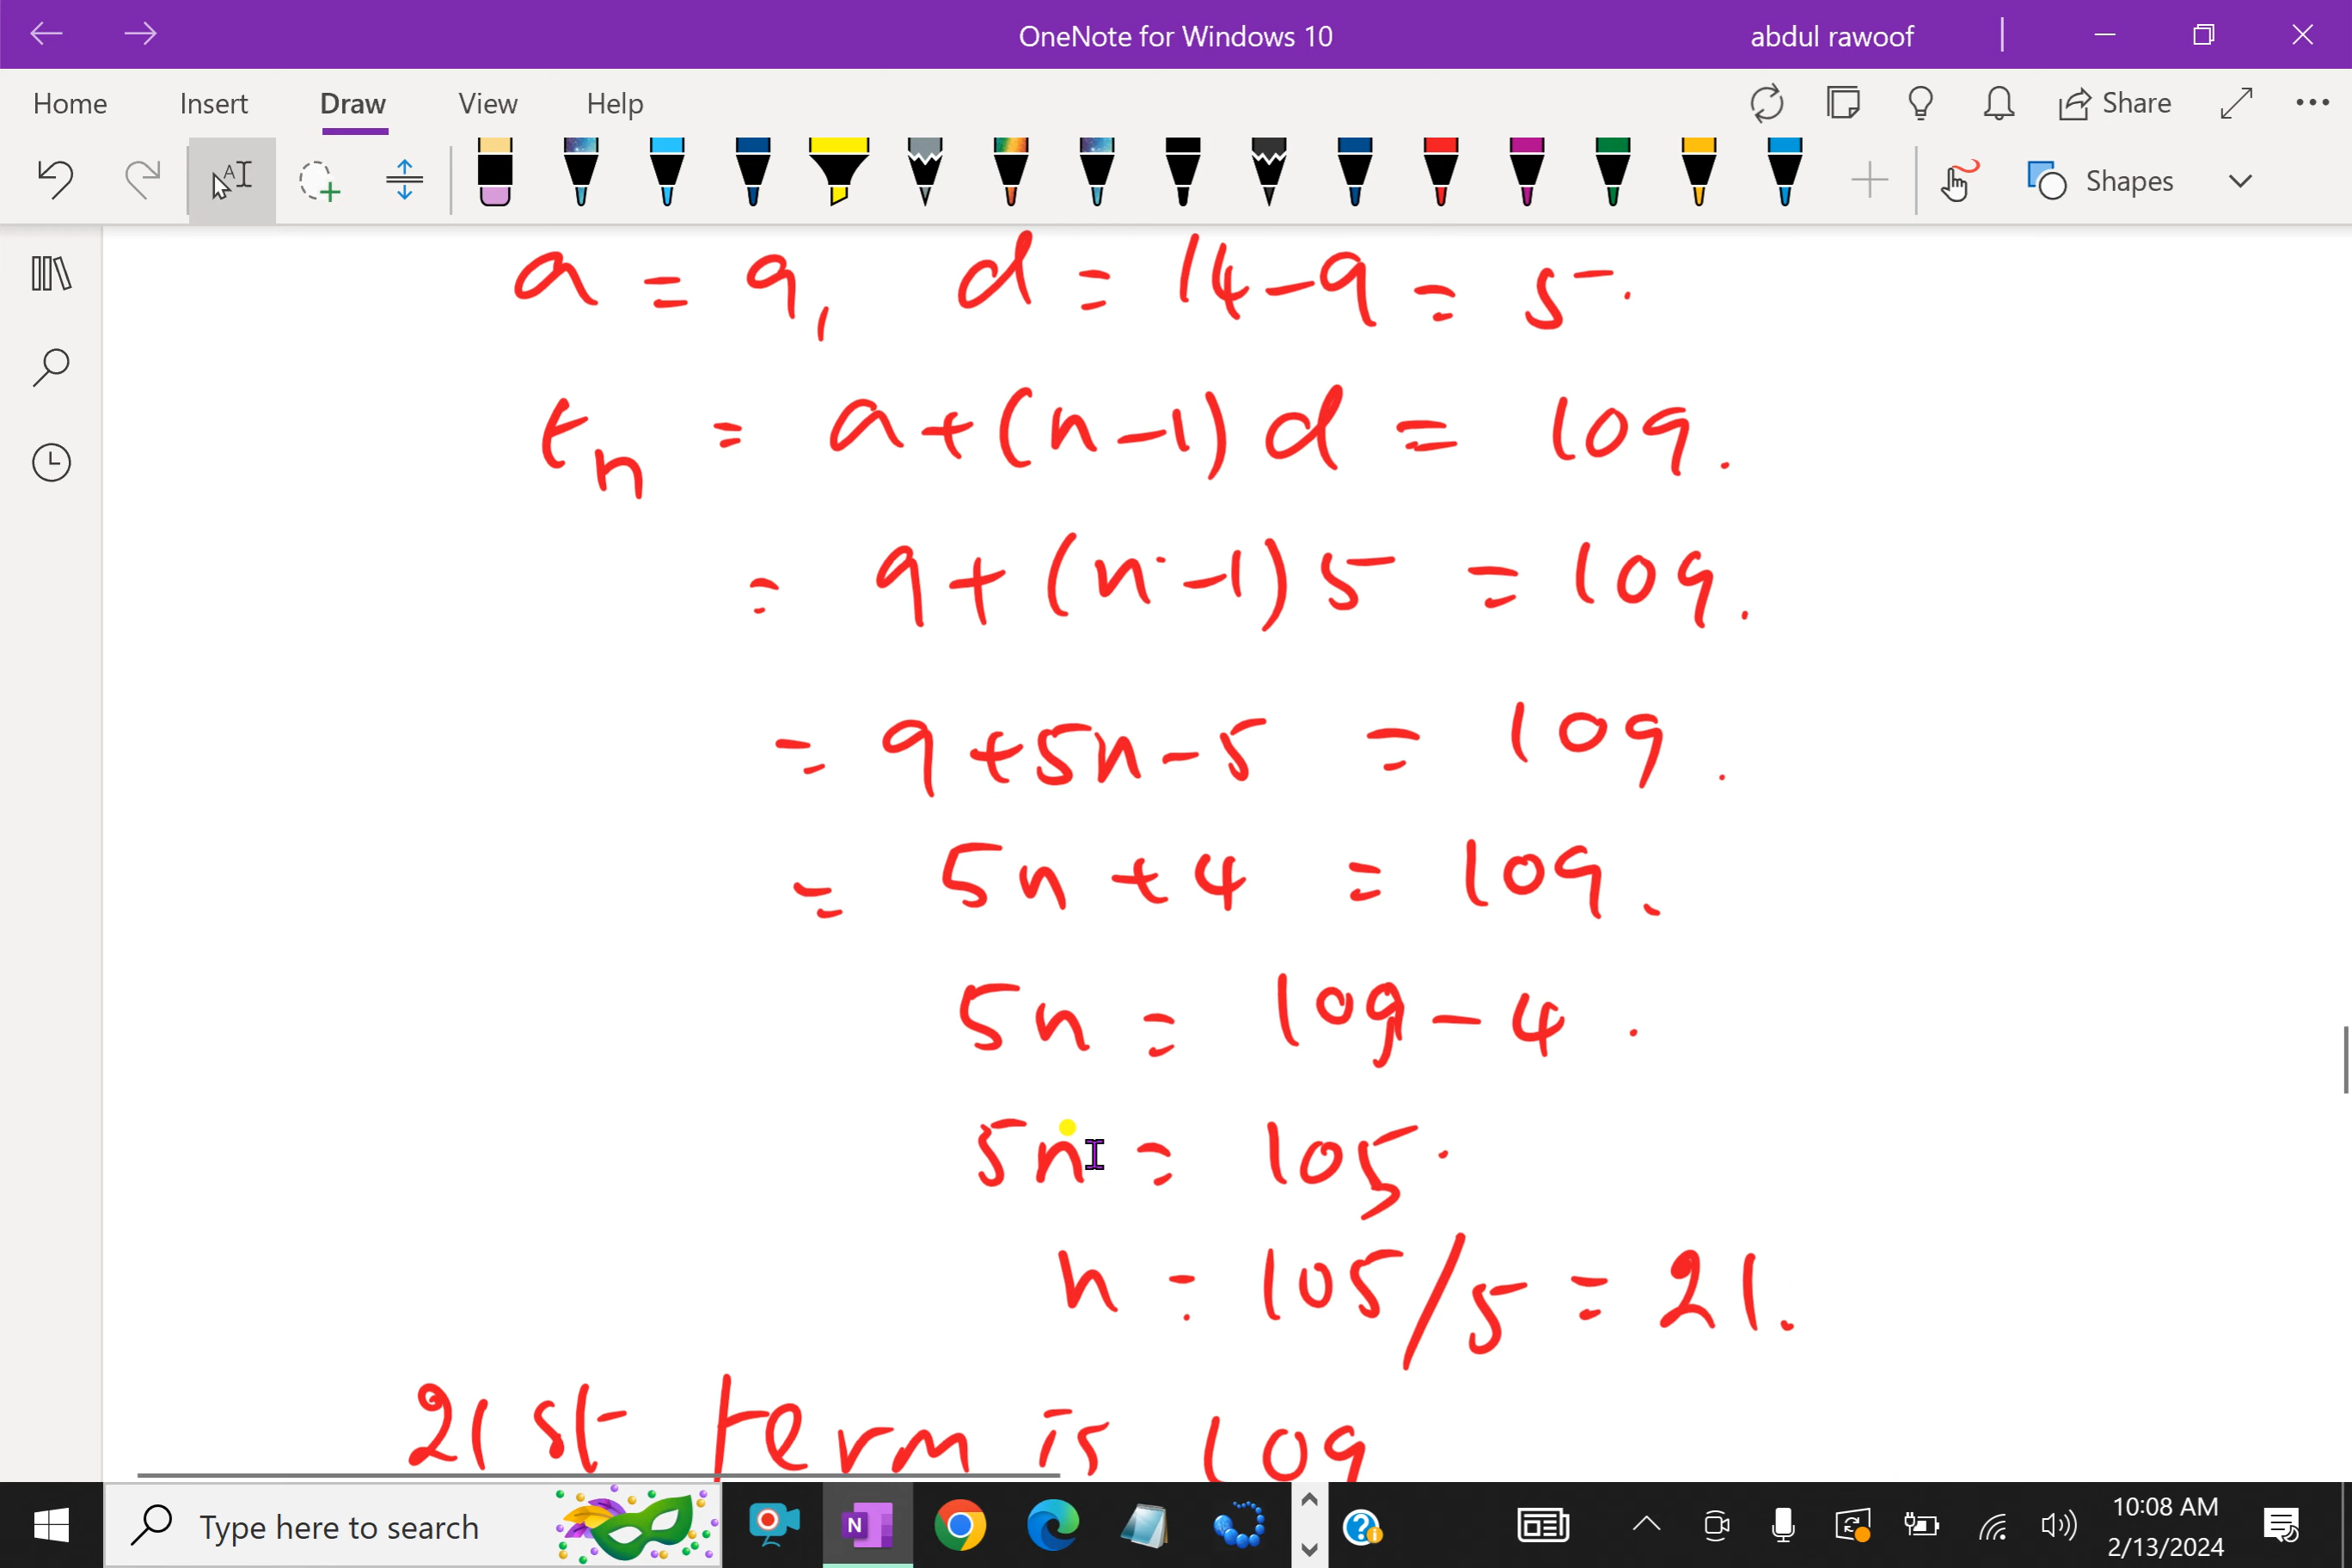 OneNote for Windows 10 abdul rawoof
Home Insert Draw View Help Share
Shapes
a = 9, d = 14-9 = 5.
tn = a+(n-1)d = 109.
= 9+(n-1)5 = 109.
= 9+5n-5 = 109.
= 5n+4 = 109.
5n = 109-4.
5n = 105.
n = 105/5 = 21.
21st term is 109
Type here to search 10:08 AM
2/13/2024